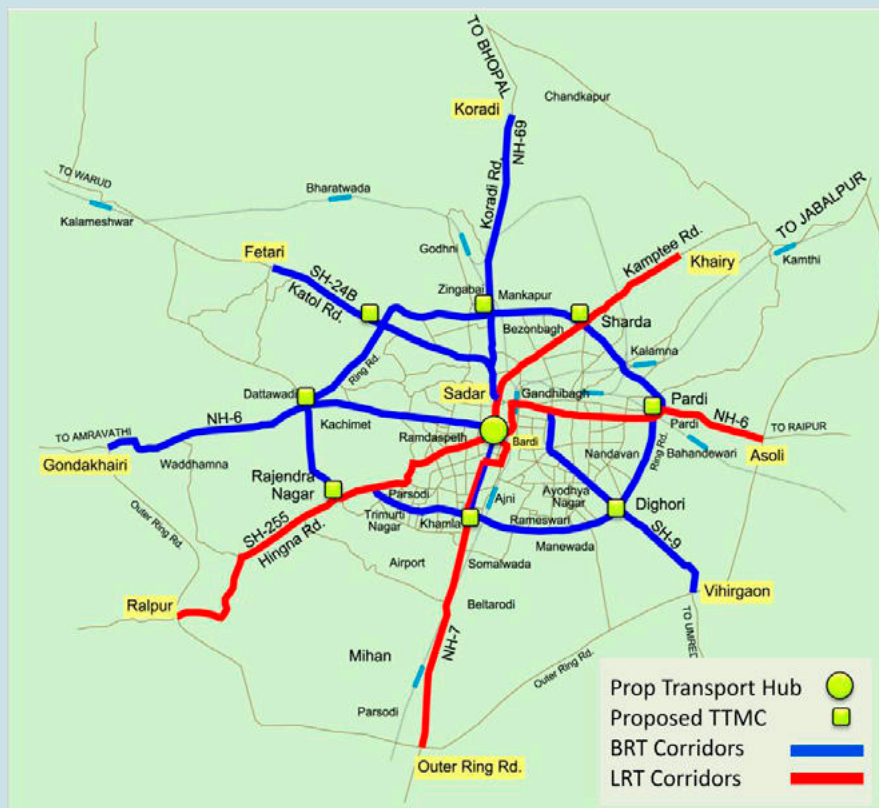 TO BHOPAL
Koradi
Chandkapur
NH-69
Koradi Rd.
TO WARUD
Kalameshwar
Bharatwada
TO JABALPUR
Godhni
Kamptee Rd.
Khairy
Kamthi
Fetari
SH-24B
Katol Rd.
Zingabai
Mankapur
Bezonbagh
Sharda
Ring Rd.
Kalamna
Sadar
Gandhibagh
Dattawadi
Pardi
NH-6
Kachimet
Pardi
NH-6
TO AMRAVATHI
Ramdaspeth
Bardi
TO RAIPUR
Gondakhairi
Waddhamna
Nandavan
Ring Rd.
Bahandewari
Asoli
Rajendra
Nagar
Parsodi
Ajni
Ayodhya
Nagar
Dighori
Outer Ring Rd.
SH-255
Hingna Rd.
Trimurti
Nagar
Khamla
Rameswari
Manewada
SH-9
Airport
Somalwada
Ralpur
Beltarodi
Vihirgaon
Mihan
NH-7
TO UMRED
Outer Ring Rd.
Parsodi
Outer Ring Rd.
Prop Transport Hub
Proposed TTMC
BRT Corridors
LRT Corridors